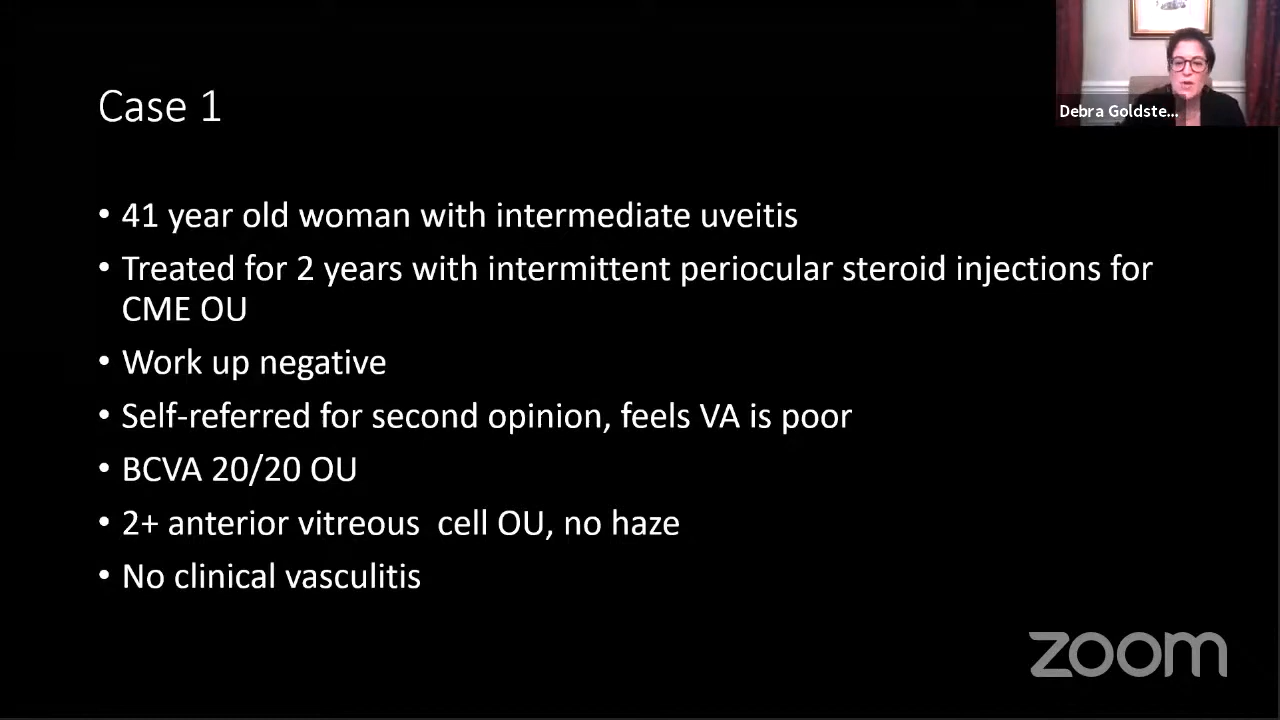 Debra Goldste...
Case 1
• 41 year old woman with intermediate uveitis
• Treated for 2 years with intermittent periocular steroid injections for
CME OU
• Work up negative
• Self-referred for second opinion, feels VA is poor
• BCVA 20/20 OU
• 2+ anterior vitreous  cell OU, no haze
• No clinical vasculitis
zoom